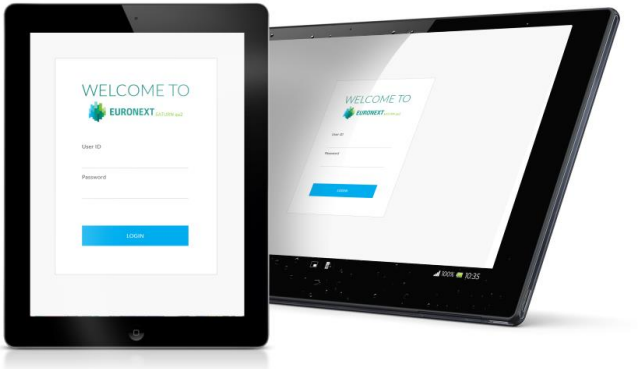 WELCOME TO
EURONEXT
User ID
Password
LOGIN
WELCOME TO
EURONEXT
User ID
Password
LOGIN
100% 10:35